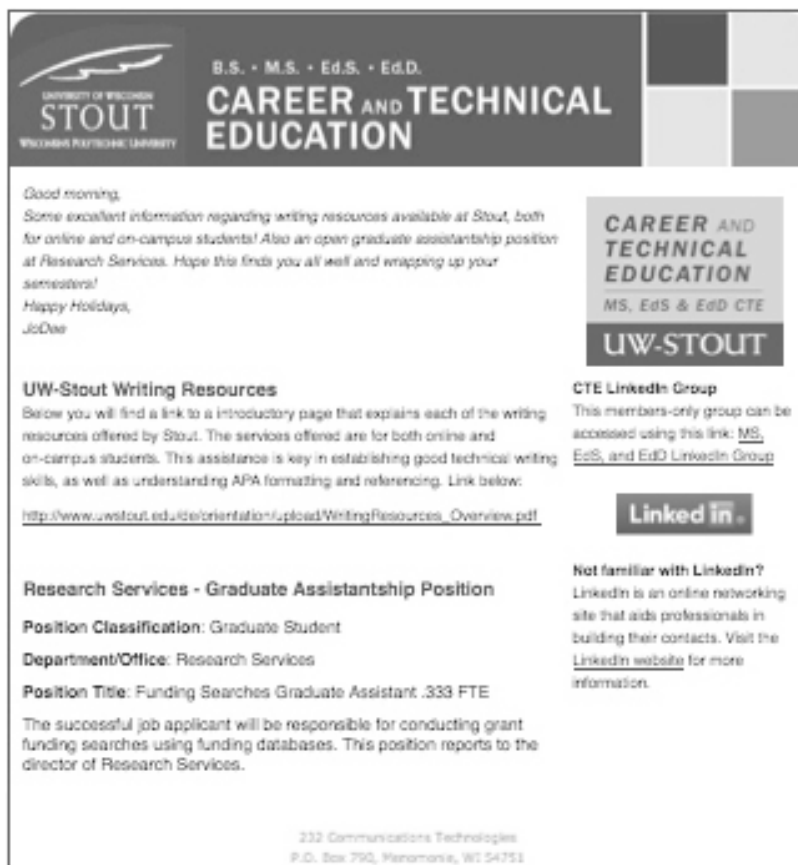 UNIVERSITY OF WISCONSIN
STOUT
WISCONSIN'S POLYTECHNIC UNIVERSITY
B.S. • M.S. • Ed.S. • Ed.D.
CAREER AND TECHNICAL
EDUCATION
Good morning,
Some excellent information regarding writing resources available at Stout, both
for online and on-campus students! Also an open graduate assistantship position
at Research Services. Hope this finds you all well and wrapping up your
semesters!
Happy Holidays,
JoDee
UW-Stout Writing Resources
Below you will find a link to a introductory page that explains each of the writing
resources offered by Stout. The services offered are for both online and
on-campus students. This assistance is key in establishing good technical writing
skills, as well as understanding APA formatting and referencing. Link below:
http://www.uwstout.edu/de/orientation/upload/WritingResources_Overview.pdf
Research Services - Graduate Assistantship Position
Position Classification: Graduate Student
Department/Office: Research Services
Position Title: Funding Searches Graduate Assistant .333 FTE
The successful job applicant will be responsible for conducting grant
funding searches using funding databases. This position reports to the
director of Research Services.
CAREER AND
TECHNICAL
EDUCATION
MS, EdS & EdD CTE
UW-STOUT
CTE LinkedIn Group
This members-only group can be
accessed using this link: MS,
EdS, and EdD LinkedIn Group
Linked in.
Not familiar with LinkedIn?
LinkedIn is an online networking
site that aids professionals in
building their contacts. Visit the
LinkedIn website for more
information.
232 Communications Technologies
P.O. Box 790, Menomonie, WI 54751